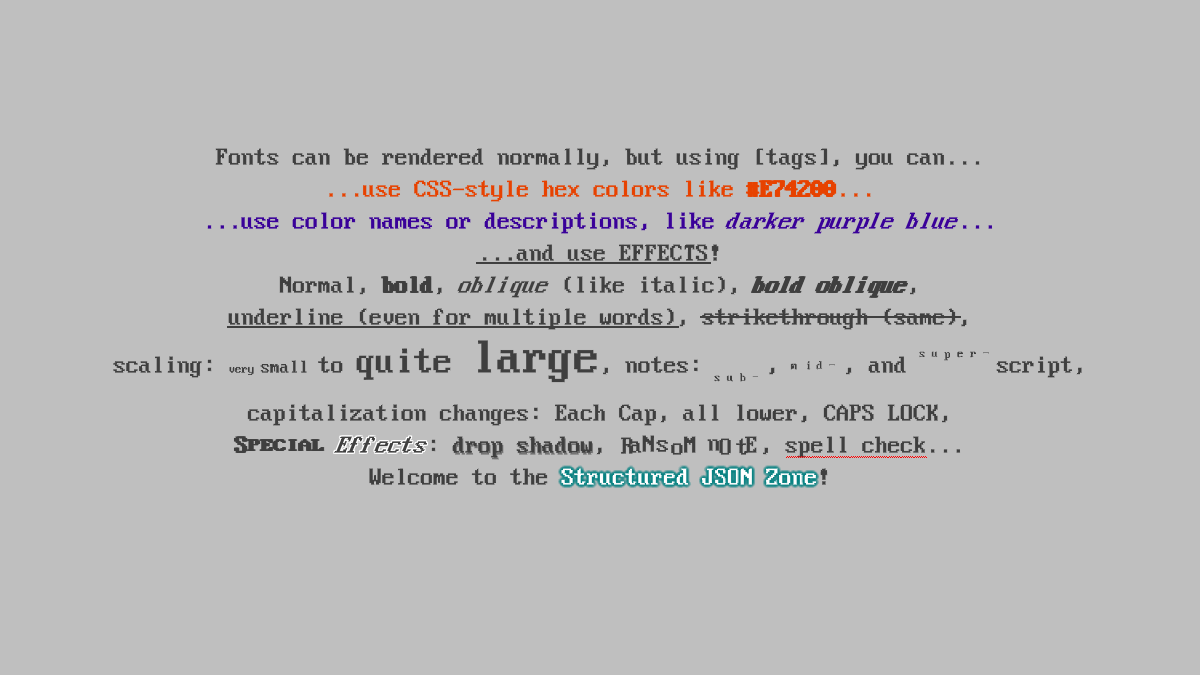 Fonts can be rendered normally, but using [tags], you can...
...use CSS-style hex colors like #E74200...
...use color names or descriptions, like darker purple blue...
...and use EFFECTS!
Normal, bold, oblique (like italic), bold oblique,
underline (even for multiple words), strikethrough (same),
scaling: very small to quite large, notes: sub-, mid-, and super-script,
capitalization changes: Each Cap, all lower, CAPS LOCK,
Special Effects: drop shadow, RaNsoM nOtE, spell check...
Welcome to the Structured JSON Zone!